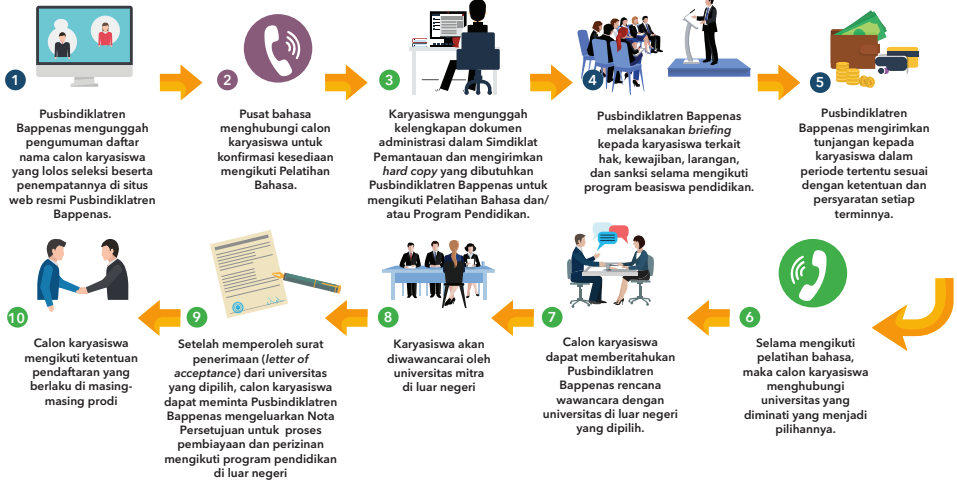 1
Pusbindiklatren
Bappenas mengunggah
pengumuman daftar
nama calon karyasiswa
yang lolos seleksi beserta
penempatannya di situs
web resmi Pusbindiklatren
Bappenas.
2
Pusat bahasa
menghubungi calon
karyasiswa untuk
konfirmasi kesediaan
mengikuti Pelatihan
Bahasa.
3
Karyasiswa mengunggah
kelengkapan dokumen
administrasi dalam Simdiklat
Pemantauan dan mengirimkan
hard copy yang dibutuhkan
Pusbindiklatren Bappenas untuk
mengikuti Pelatihan Bahasa dan/
atau Program Pendidikan.
4
Pusbindiklatren Bappenas
melaksanakan briefing
kepada karyasiswa terkait
hak, kewajiban, larangan,
dan sanksi selama mengikuti
program beasiswa pendidikan.
5
Pusbindiklatren
Bappenas mengirimkan
tunjangan kepada
karyasiswa dalam
periode tertentu sesuai
dengan ketentuan dan
persyaratan setiap
terminnya.
6
Selama mengikuti
pelatihan bahasa,
maka calon karyasiswa
menghubungi
universitas yang
diminati yang menjadi
pilihannya.
7
Calon karyasiswa
dapat memberitahukan
Pusbindiklatren
Bappenas rencana
wawancara dengan
universitas di luar negeri
yang dipilih.
8
Karyasiswa akan
diwawancarai oleh
universitas mitra
di luar negeri
9
Setelah memperoleh surat
penerimaan (letter of
acceptance) dari universitas
yang dipilih, calon karyasiswa
dapat meminta Pusbindiklatren
Bappenas mengeluarkan Nota
Persetujuan untuk proses
pembiayaan dan perizinan
mengikuti program pendidikan
di luar negeri
10
Calon karyasiswa
mengikuti ketentuan
pendaftaran yang
berlaku di masing-
masing prodi